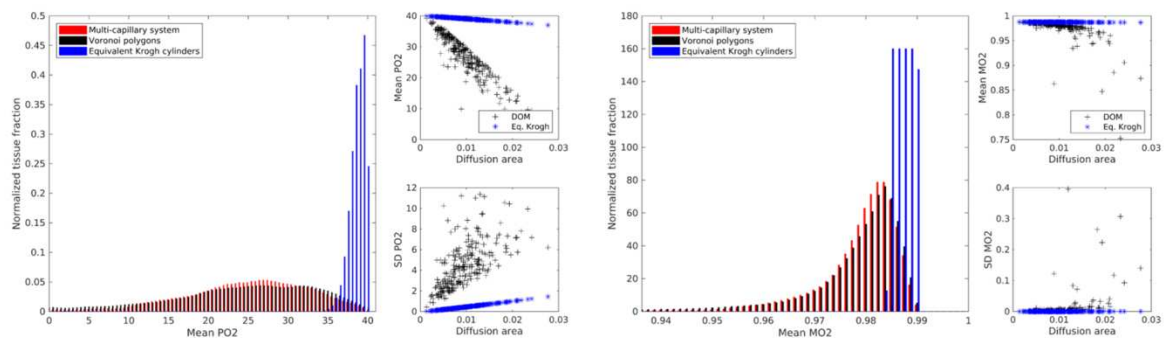 Normalized tissue fraction
0.5
0.45
0.4
0.35
0.3
0.25
0.2
0.15
0.1
0.05
0
Multi-capillary system
Voronoi polygons
Equivalent Krogh cylinders
0 5 10 15 20 25 30 35 40
Mean PO2
Mean PO2
40
30
20
10
0
DOM
Eq. Krogh
0 0.01 0.02 0.03
Diffusion area
SD PO2
12
10
8
6
4
2
0
0 0.01 0.02 0.03
Diffusion area
Normalized tissue fraction
180
160
140
120
100
80
60
40
20
0
Multi-capillary system
Voronoi polygons
Equivalent Krogh cylinders
0.94 0.95 0.96 0.97 0.98 0.99 1
Mean MO2
Mean MO2
1
0.95
0.9
0.85
0.8
0.75
DOM
Eq. Krogh
0 0.01 0.02 0.03
Diffusion area
SD MO2
0.4
0.3
0.2
0.1
0
0 0.01 0.02 0.03
Diffusion area